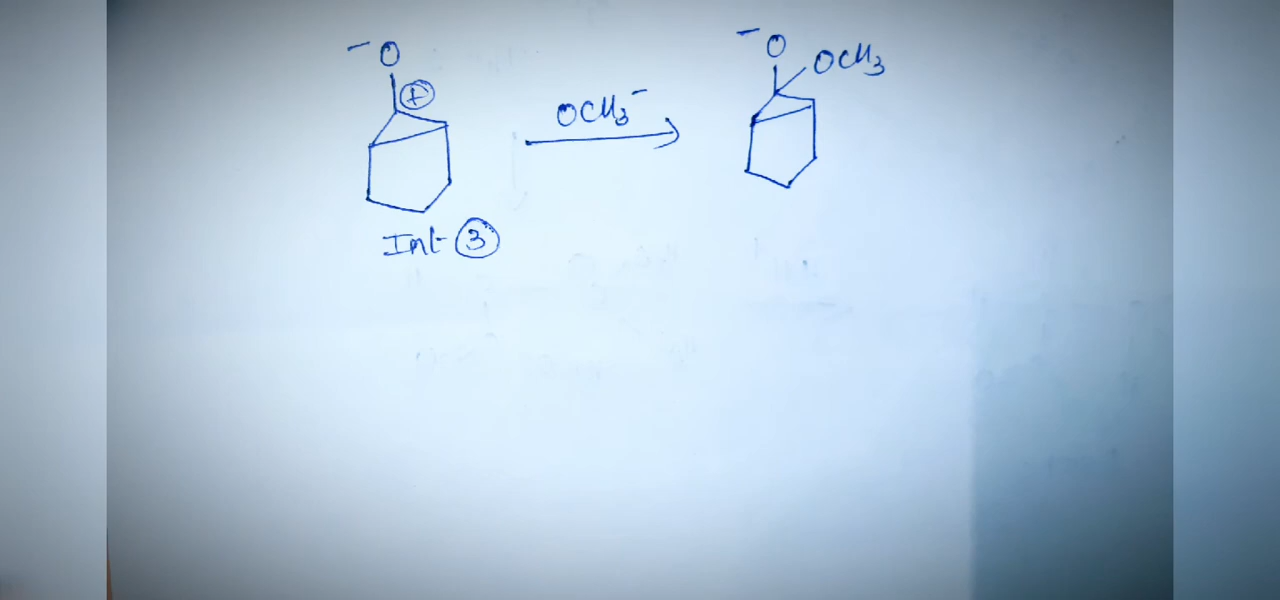 ⁻O
⊕
OCH₃⁻
⁻O
OCH₃
Int ③